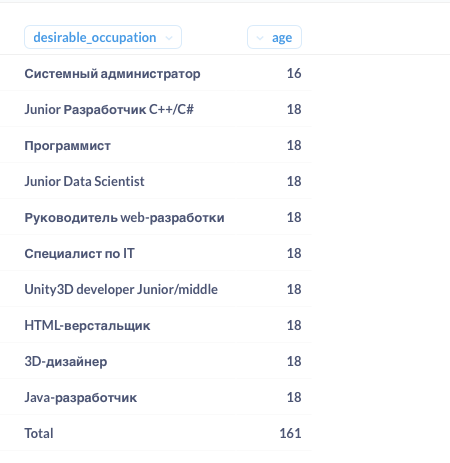 desirable_occupation age
Системный администратор 16
Junior Разработчик C++/C# 18
Программист 18
Junior Data Scientist 18
Руководитель web-разработки 18
Специалист по IT 18
Unity3D developer Junior/middle 18
HTML-верстальщик 18
3D-дизайнер 18
Java-разработчик 18
Total 161